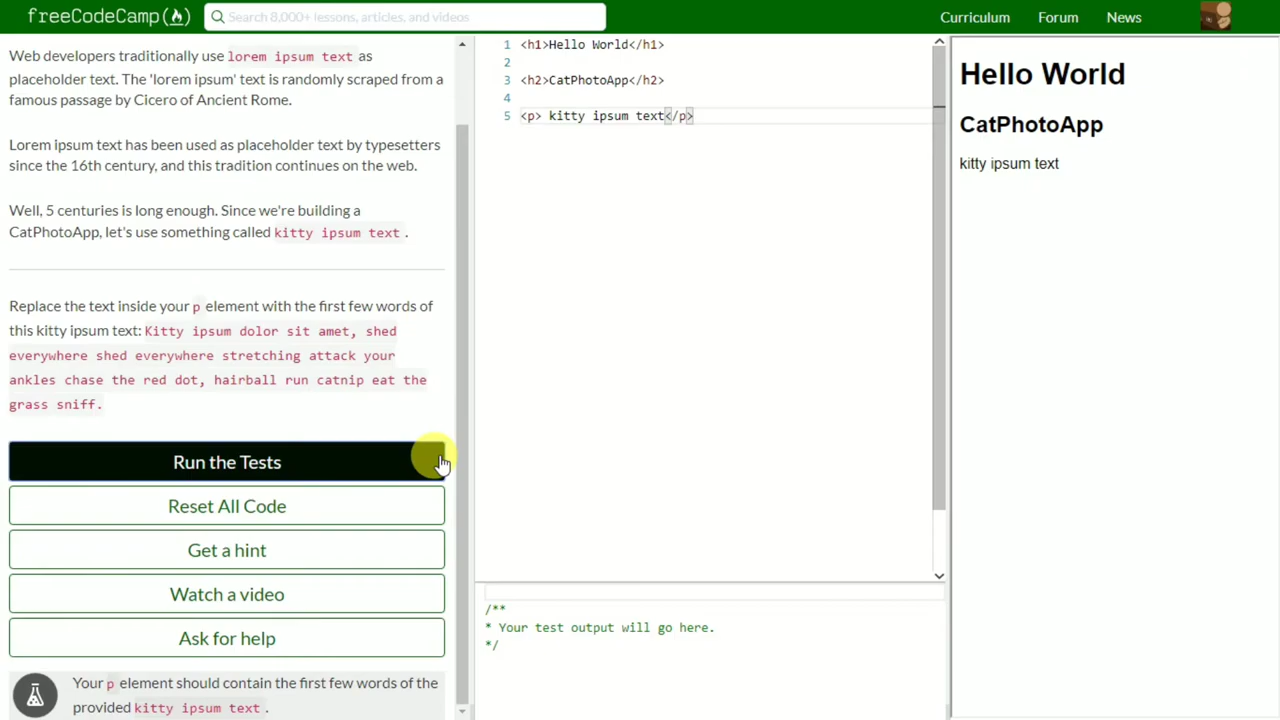 freeCodeCamp
Search 8,000+ lessons, articles, and videos
Curriculum
Forum
News
Web developers traditionally use lorem ipsum text as
placeholder text. The 'lorem ipsum' text is randomly scraped from a
famous passage by Cicero of Ancient Rome.
Lorem ipsum text has been used as placeholder text by typesetters
since the 16th century, and this tradition continues on the web.
Well, 5 centuries is long enough. Since we're building a
CatPhotoApp, let's use something called kitty ipsum text .
Replace the text inside your p element with the first few words of
this kitty ipsum text: Kitty ipsum dolor sit amet, shed
everywhere shed everywhere stretching attack your
ankles chase the red dot, hairball run catnip eat the
grass sniff.
Run the Tests
Reset All Code
Get a hint
Watch a video
Ask for help
Your p element should contain the first few words of the
provided kitty ipsum text .
1 <h1>Hello World</h1>
2
3 <h2>CatPhotoApp</h2>
4
5 <p> kitty ipsum text</p>
/**
* Your test output will go here.
*/
Hello World
CatPhotoApp
kitty ipsum text